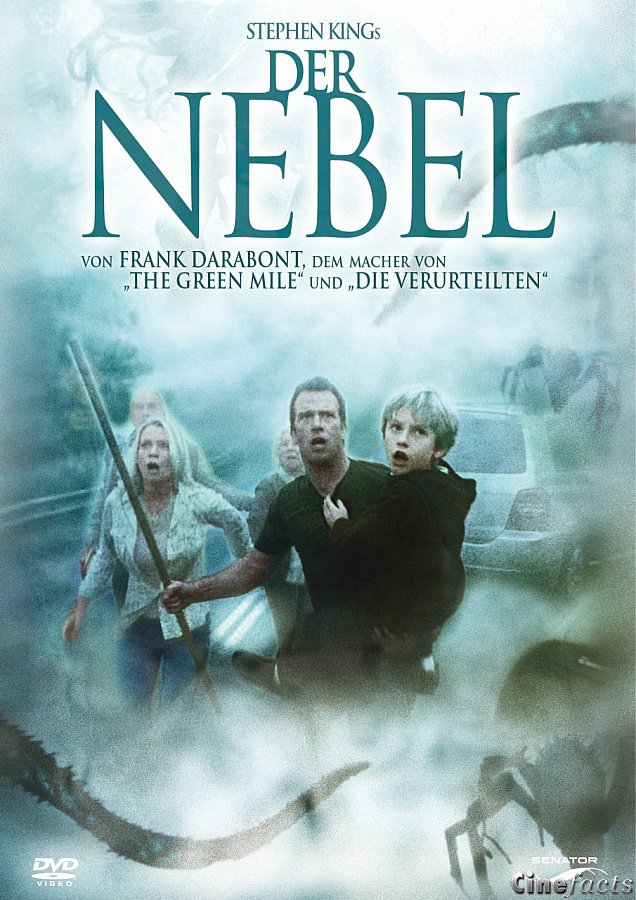 STEPHEN KINGs
DER
NEBEL
VON FRANK DARABONT, DEM MACHER VON
„THE GREEN MILE“ UND „DIE VERURTEILTEN“
DVD
VIDEO
SENATOR
Cinefacts